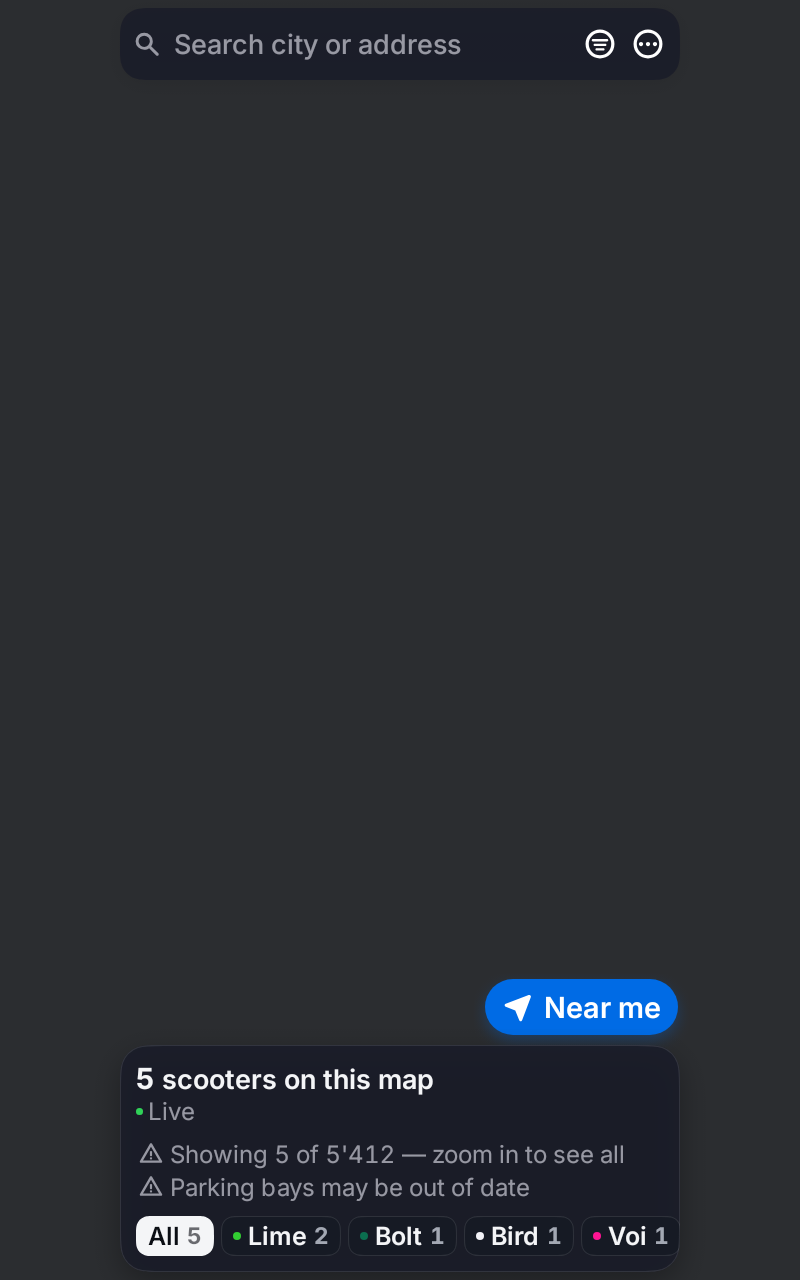 Search city or address
Near me
5 scooters on this map
Live
Showing 5 of 5'412 — zoom in to see all
Parking bays may be out of date
All 5 Lime 2 Bolt 1 Bird 1 Voi 1